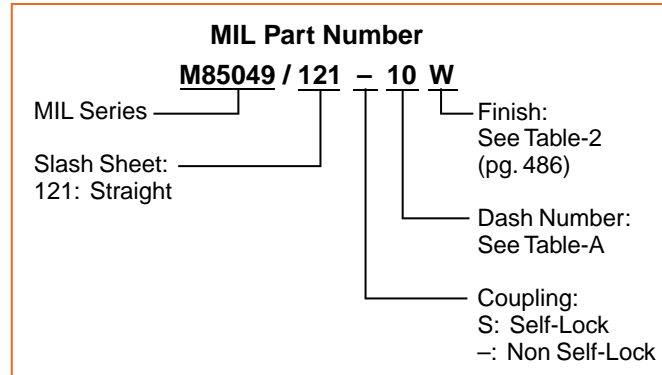 MIL Part Number
M85049 / 121 – 10 W
MIL Series
Slash Sheet:
121: Straight
Finish:
See Table-2
(pg. 486)
Dash Number:
See Table-A
Coupling:
S: Self-Lock
–: Non Self-Lock